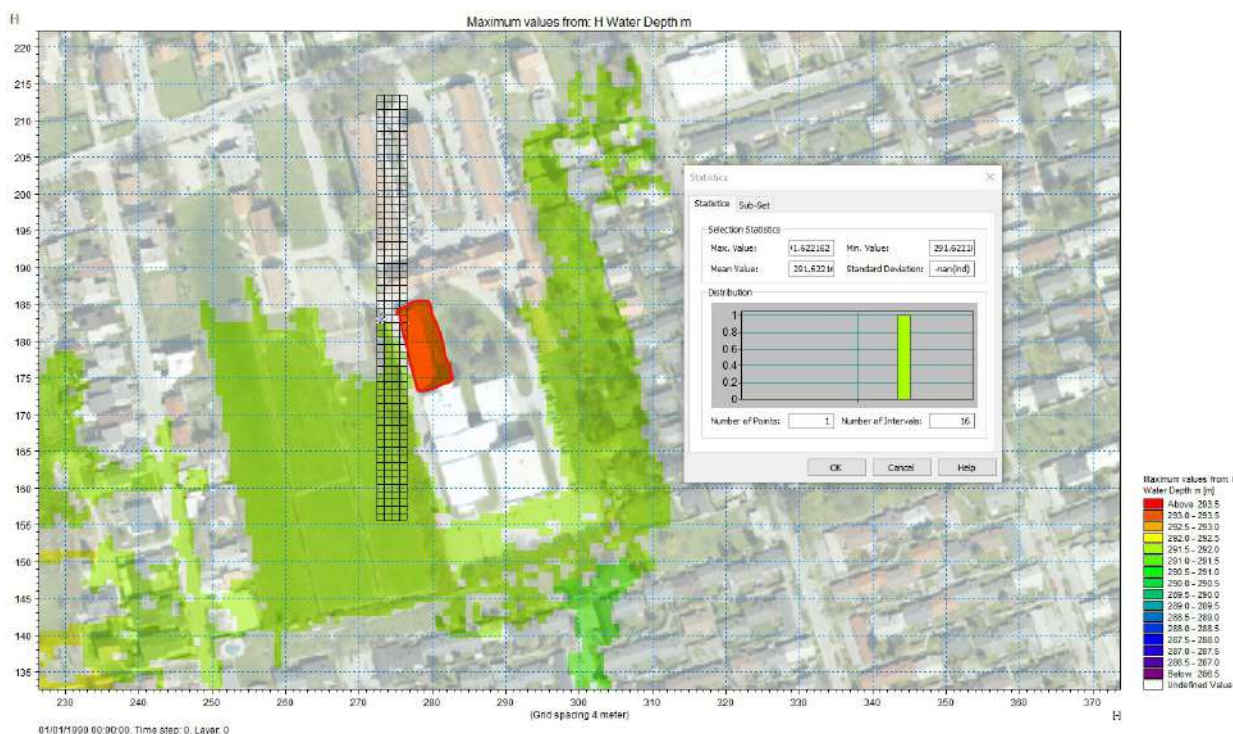 [-]
Maximum values from: H Water Depth m
220
215
210
205
200
195
190
185
180
175
170
165
160
155
150
145
140
135
230 240 250 260 270 280 290 300 310 320 330 340 350 360 370
(Grid spacing 4 meter)
[-]
01/01/1990 00:00:00, Time step: 0, Layer: 0
Statistics
Statistics Sub-Set
Selection Statistics
Max. Value: 1.622162 Min. Value: 291.6221
Mean Value: 291.6221 Standard Deviation: -nan(ind)
Distribution
1
0.8
0.6
0.4
0.2
0
Number of Points: 1 Number of Intervals: 16
OK Cancel Help
Maximum values from:
Water Depth m [m]
Above 293.5
293.0 - 293.5
292.5 - 293.0
292.0 - 292.5
291.5 - 292.0
291.0 - 291.5
290.5 - 291.0
290.0 - 290.5
289.5 - 290.0
289.0 - 289.5
288.5 - 289.0
288.0 - 288.5
287.5 - 288.0
287.0 - 287.5
286.5 - 287.0
Below 286.5
Undefined Value